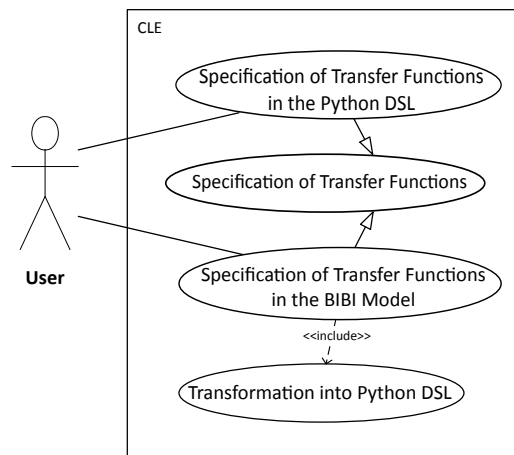 CLE
Specification of Transfer Functions
in the Python DSL
Specification of Transfer Functions
User
Specification of Transfer Functions
in the BIBI Model
<<include>>
Transformation into Python DSL